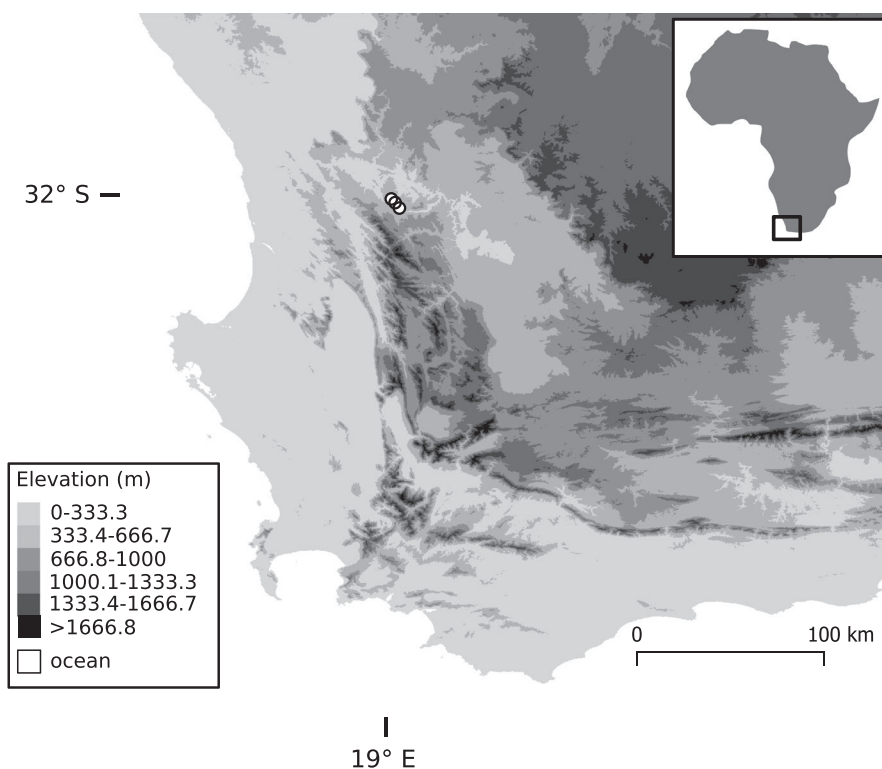 32° S
Elevation (m)
0-333.3
333.4-666.7
666.8-1000
1000.1-1333.3
1333.4-1666.7
>1666.8
ocean
0 100 km
19° E